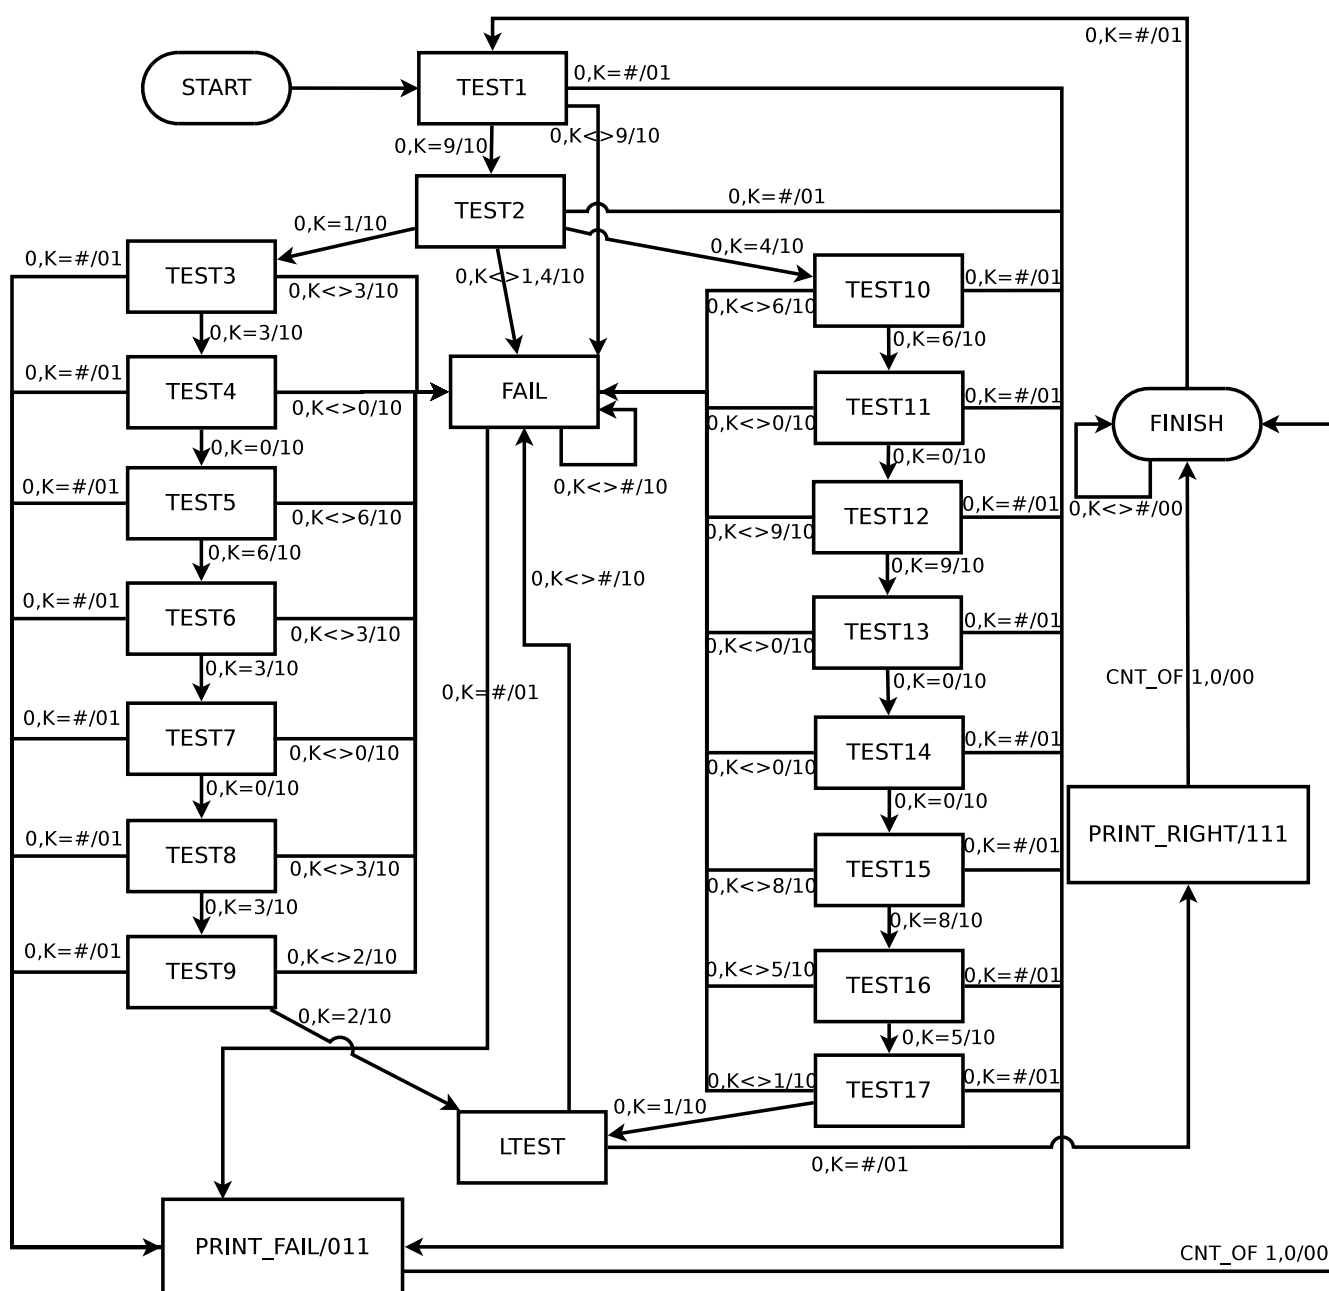 0,K=#/01
START
TEST1
0,K=#/01
0,K=9/10
0,K<>9/10
TEST2
0,K=#/01
0,K=1/10
0,K=4/10
0,K=#/01
TEST3
0,K<>1,4/10
0,K<>3/10
TEST10
0,K=#/01
0,K<>6/10
0,K=3/10
0,K=6/10
0,K=#/01
TEST4
FAIL
0,K<>0/10
TEST11
0,K=#/01
0,K<>0/10
FINISH
0,K=0/10
0,K=0/10
0,K=#/01
TEST5
0,K<>#/10
0,K<>6/10
TEST12
0,K=#/01
0,K<>#/00
0,K<>9/10
0,K=6/10
0,K=9/10
0,K<>#/10
0,K=#/01
TEST6
0,K<>3/10
TEST13
0,K=#/01
0,K<>0/10
0,K=3/10
0,K=#/01
0,K=0/10
CNT_OF 1,0/00
0,K=#/01
TEST7
0,K<>0/10
TEST14
0,K=#/01
0,K<>0/10
0,K=0/10
0,K=0/10
PRINT_RIGHT/111
0,K=#/01
TEST8
0,K<>3/10
TEST15
0,K=#/01
0,K<>8/10
0,K=3/10
0,K=8/10
0,K=#/01
TEST9
0,K<>2/10
0,K<>5/10
TEST16
0,K=#/01
0,K=2/10
0,K=5/10
0,K<>1/10
TEST17
0,K=#/01
0,K=1/10
LTEST
0,K=#/01
PRINT_FAIL/011
CNT_OF 1,0/00